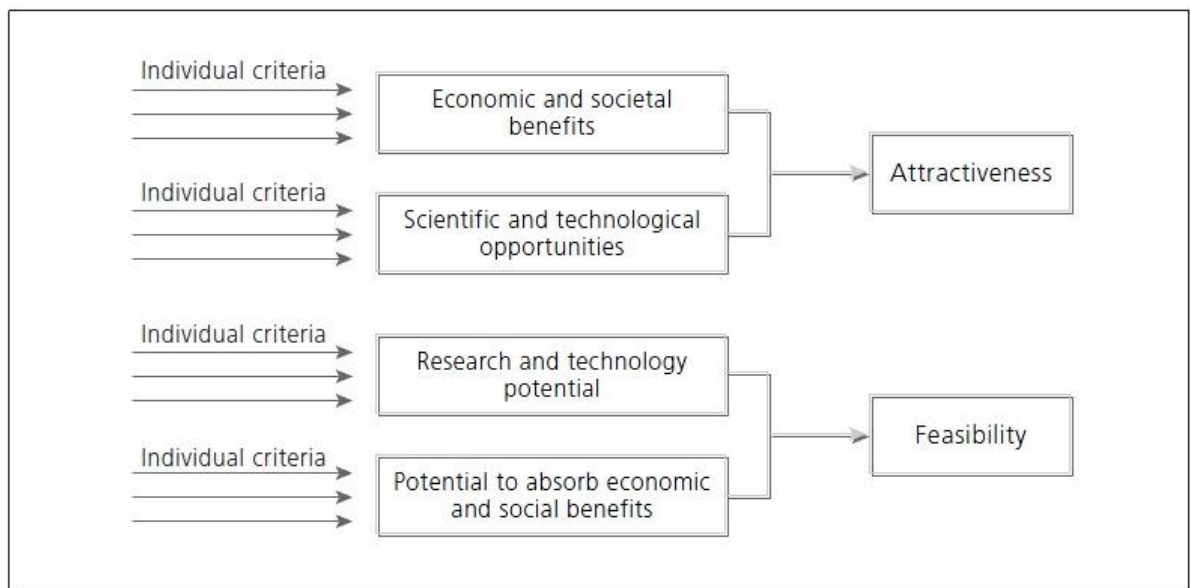 Individual criteria
Economic and societal
benefits
Individual criteria
Scientific and technological
opportunities
Attractiveness
Individual criteria
Research and technology
potential
Individual criteria
Potential to absorb economic
and social benefits
Feasibility